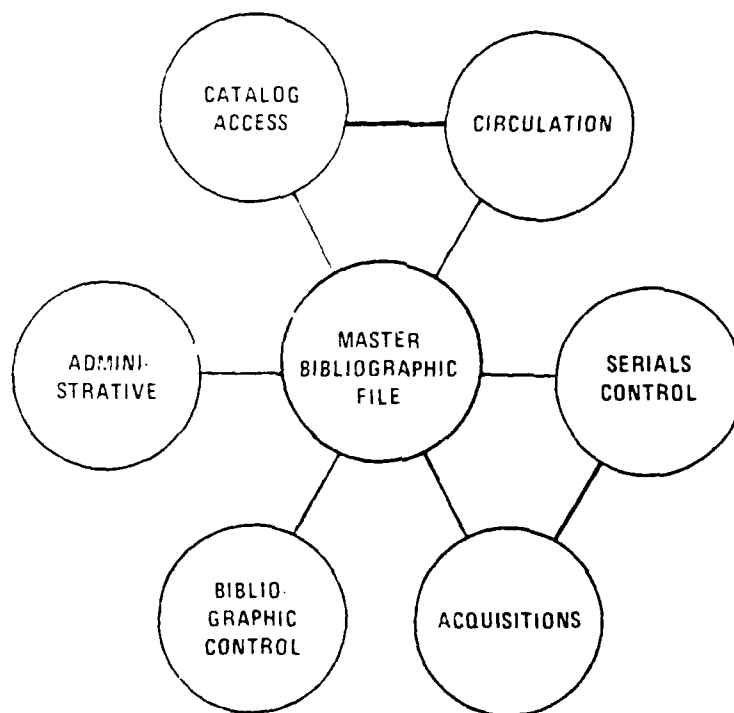 CATALOG
ACCESS
CIRCULATION
MASTER
BIBLIOGRAPHIC
FILE
ADMINI-
STRATIVE
SERIALS
CONTROL
BIBLIO-
GRAPHIC
CONTROL
ACQUISITIONS